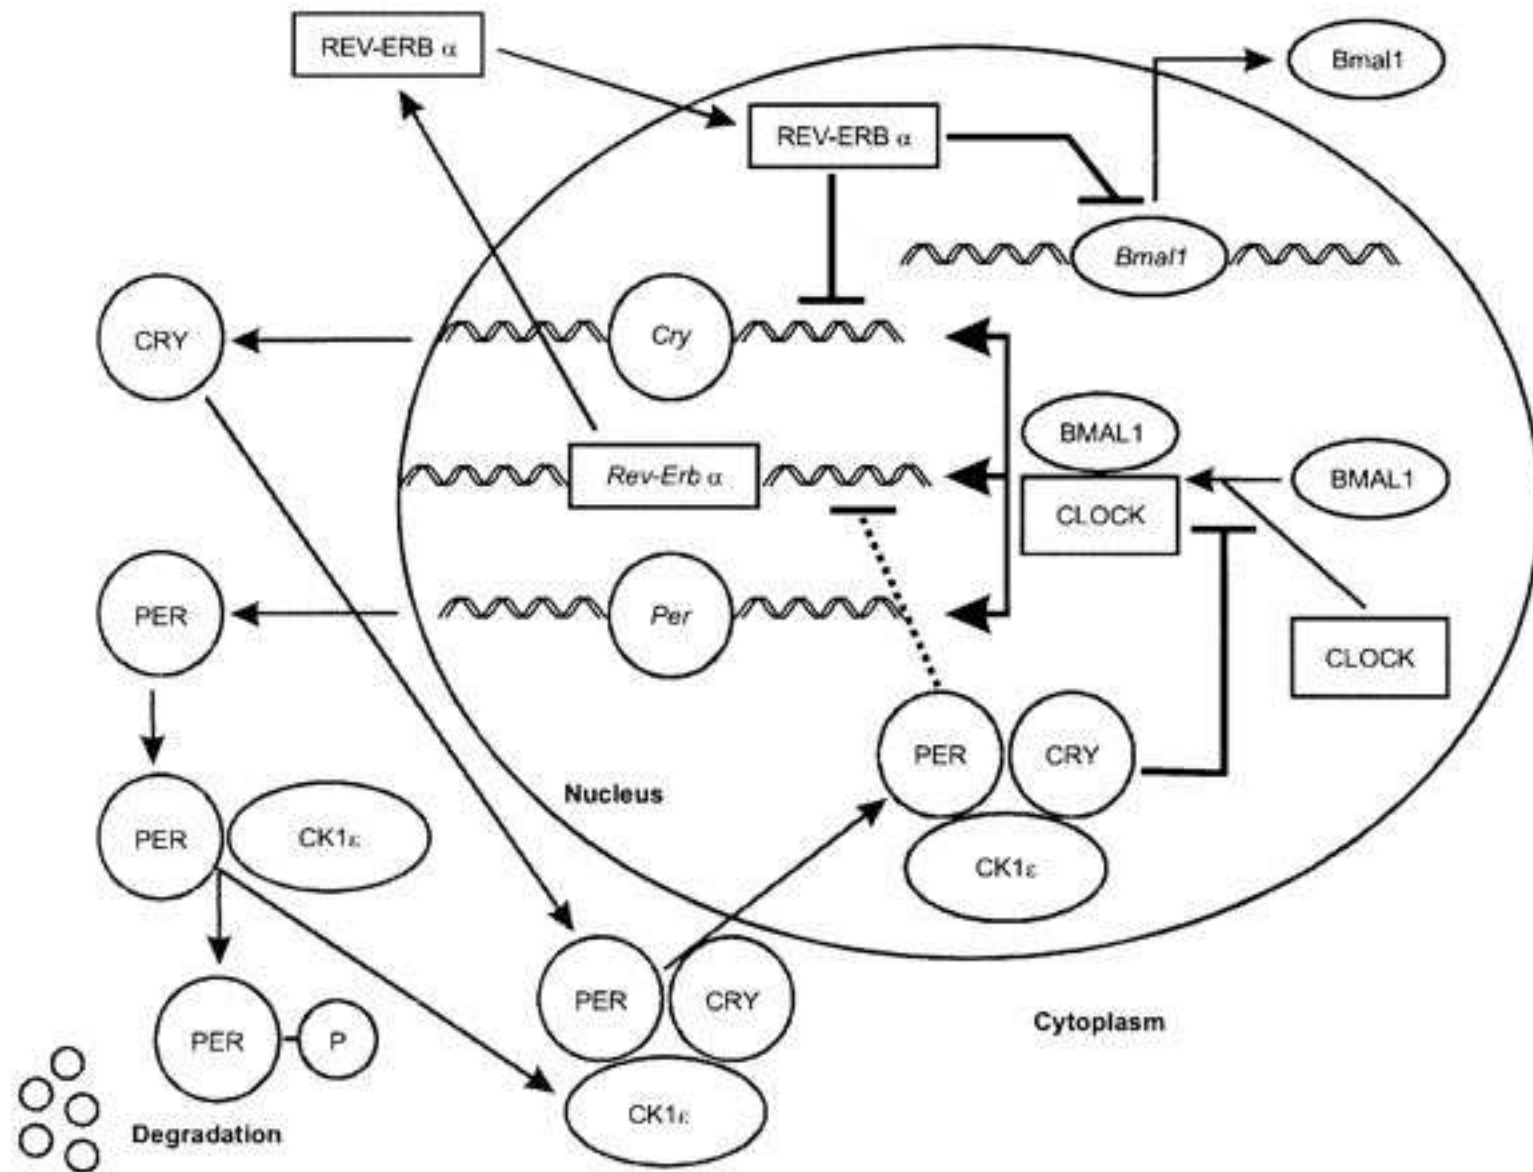 REV-ERB α
Bmal1
REV-ERB α
Bmal1
CRY
Cry
BMAL1
Rev-Erb α
BMAL1
CLOCK
PER
Per
CLOCK
PER
CRY
Nucleus
PER
CK1ε
CK1ε
PER
CRY
Cytoplasm
PER
P
CK1ε
Degradation